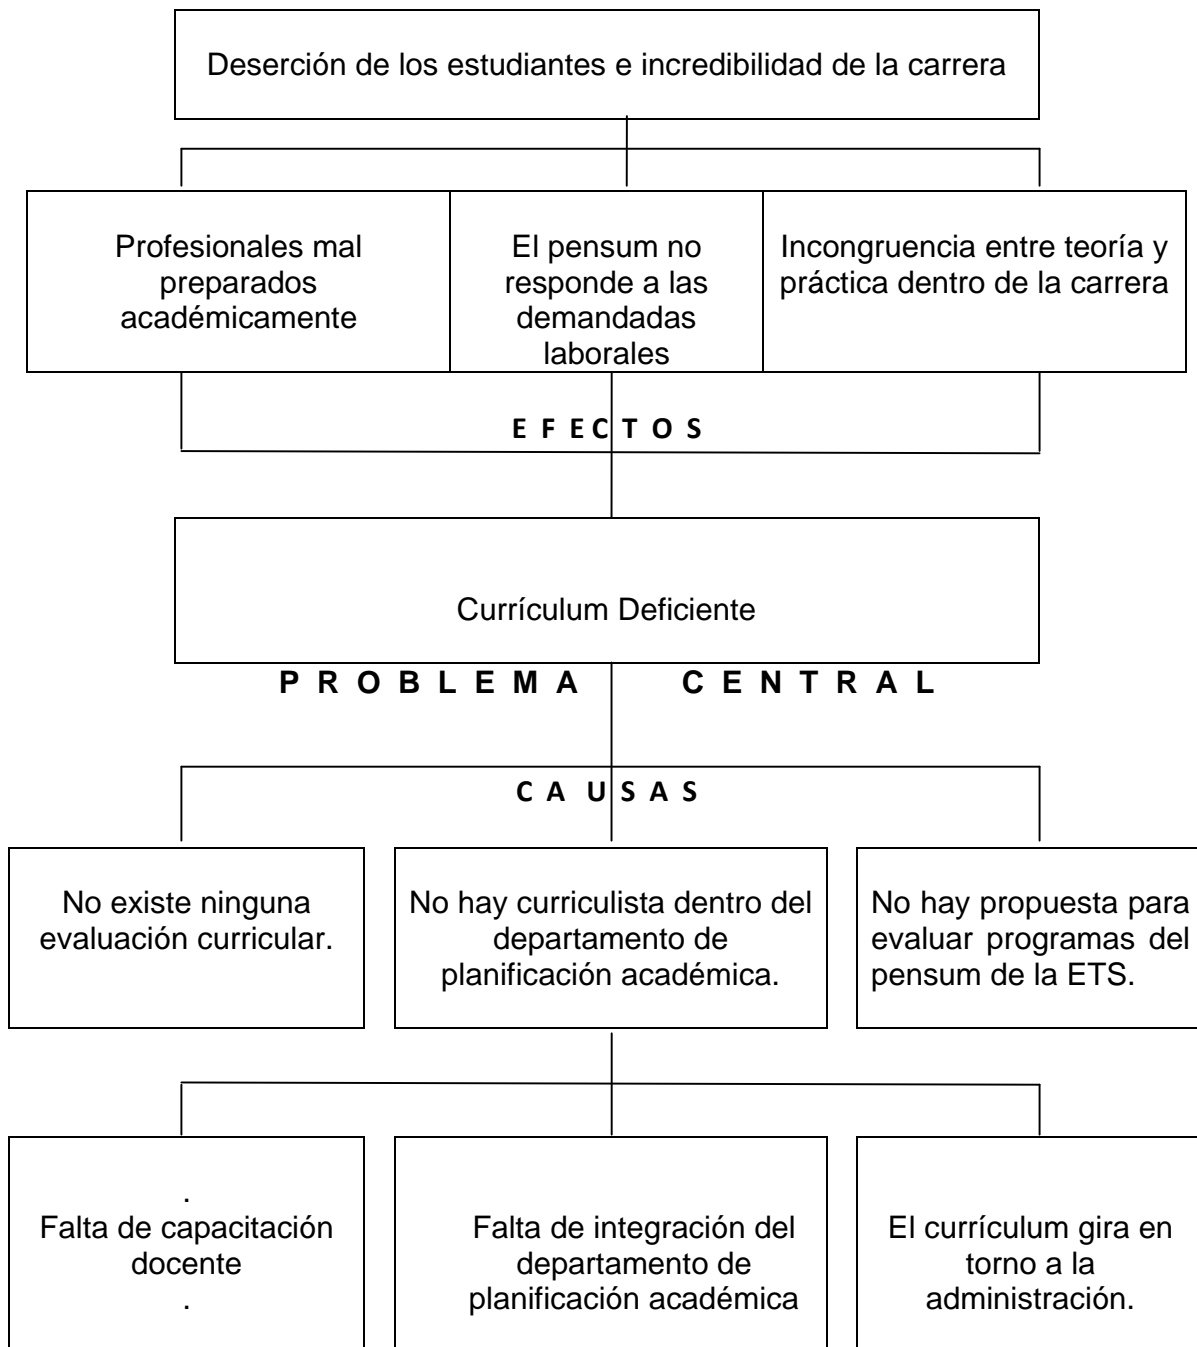 Deserción de los estudiantes e incredibilidad de la carrera
Profesionales mal
preparados
académicamente
El pensum no
responde a las
demandadas
laborales
Incongruencia entre teoría y
práctica dentro de la carrera
E F E C T O S
Currículum Deficiente
P R O B L E M A C E N T R A L
C A U S A S
No existe ninguna
evaluación curricular.
No hay curriculista dentro del
departamento de
planificación académica.
No hay propuesta para
evaluar programas del
pensum de la ETS.
.
Falta de capacitación
docente
.
Falta de integración del
departamento de
planificación académica
El currículum gira en
torno a la
administración.